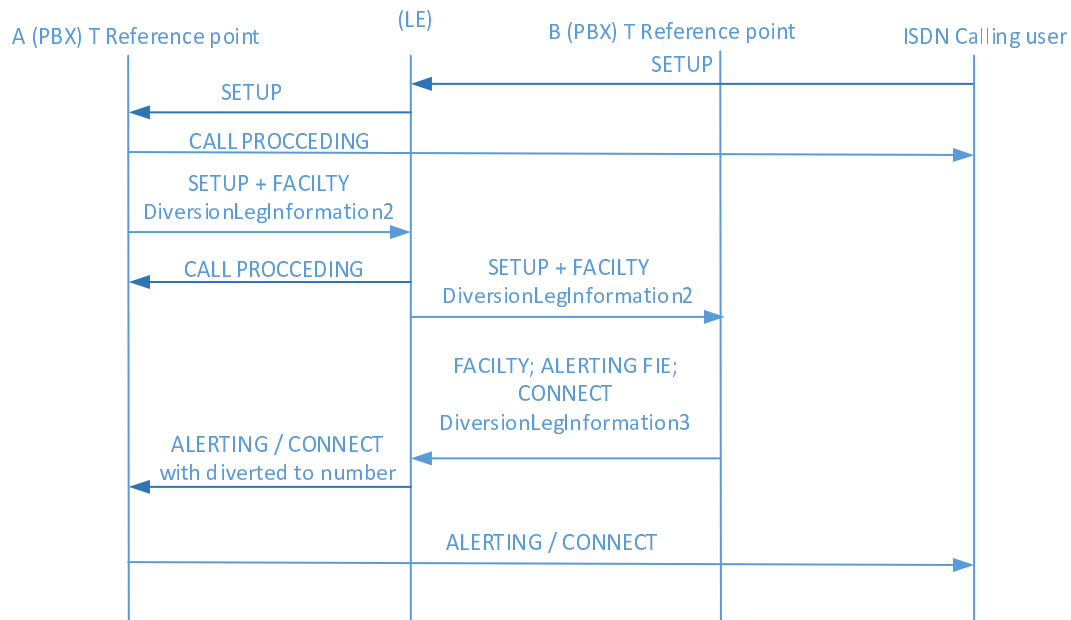 (LE)
A (PBX) T Reference point
B (PBX) T Reference point
ISDN Calling user
SETUP
SETUP
CALL PROCCEDING
SETUP + FACILTY
DiversionLegInformation2
CALL PROCCEDING
SETUP + FACILTY
DiversionLegInformation2
FACILTY; ALERTING FIE;
CONNECT
DiversionLegInformation3
ALERTING / CONNECT
with diverted to number
ALERTING / CONNECT